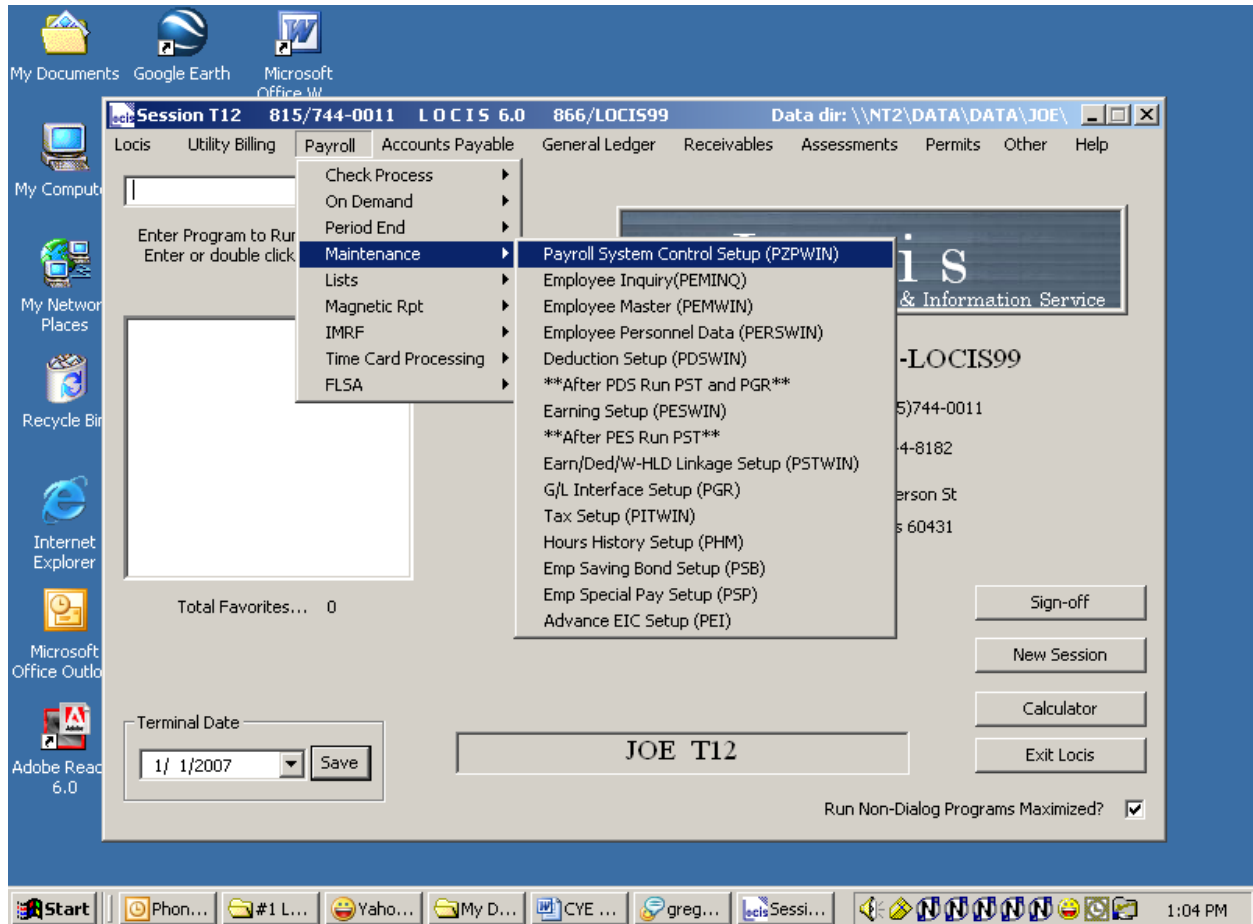 My Documents
Google Earth
Microsoft
Office W
Session T12 815/744-0011 L O C I S 6.0 866/LOCIS99 Data dir: \\NT2\DATA\DATA\JOE\
Locis Utility Billing Payroll Accounts Payable General Ledger Receivables Assessments Permits Other Help
My Compute
Enter Program to Run
Enter or double click
Check Process
On Demand
Period End
Maintenance
Lists
Magnetic Rpt
IMRF
Time Card Processing
FLSA
Payroll System Control Setup (PZPWIN)
Employee Inquiry(PEMINQ)
Employee Master (PEMWIN)
Employee Personnel Data (PERSWIN)
Deduction Setup (PDSWIN)
**After PDS Run PST and PGR**
Earning Setup (PESWIN)
**After PES Run PST**
Earn/Ded/W-HLD Linkage Setup (PSTWIN)
G/L Interface Setup (PGR)
Tax Setup (PITWIN)
Hours History Setup (PHM)
Emp Saving Bond Setup (PSB)
Emp Special Pay Setup (PSP)
Advance EIC Setup (PEI)
is
& Information Service
-LOCIS99
5)744-0011
4-8182
erson St
s 60431
My Networ
Places
Recycle Bin
Internet
Explorer
Microsoft
Office Outlo
Adobe Reac
6.0
Total Favorites... 0
Sign-off
New Session
Calculator
Exit Locis
Terminal Date
1/ 1/2007 Save
JOE T12
Run Non-Dialog Programs Maximized?
Start Phon... #1 L... Yaho... My D... CYE ... greg... Sessi... 1:04 PM